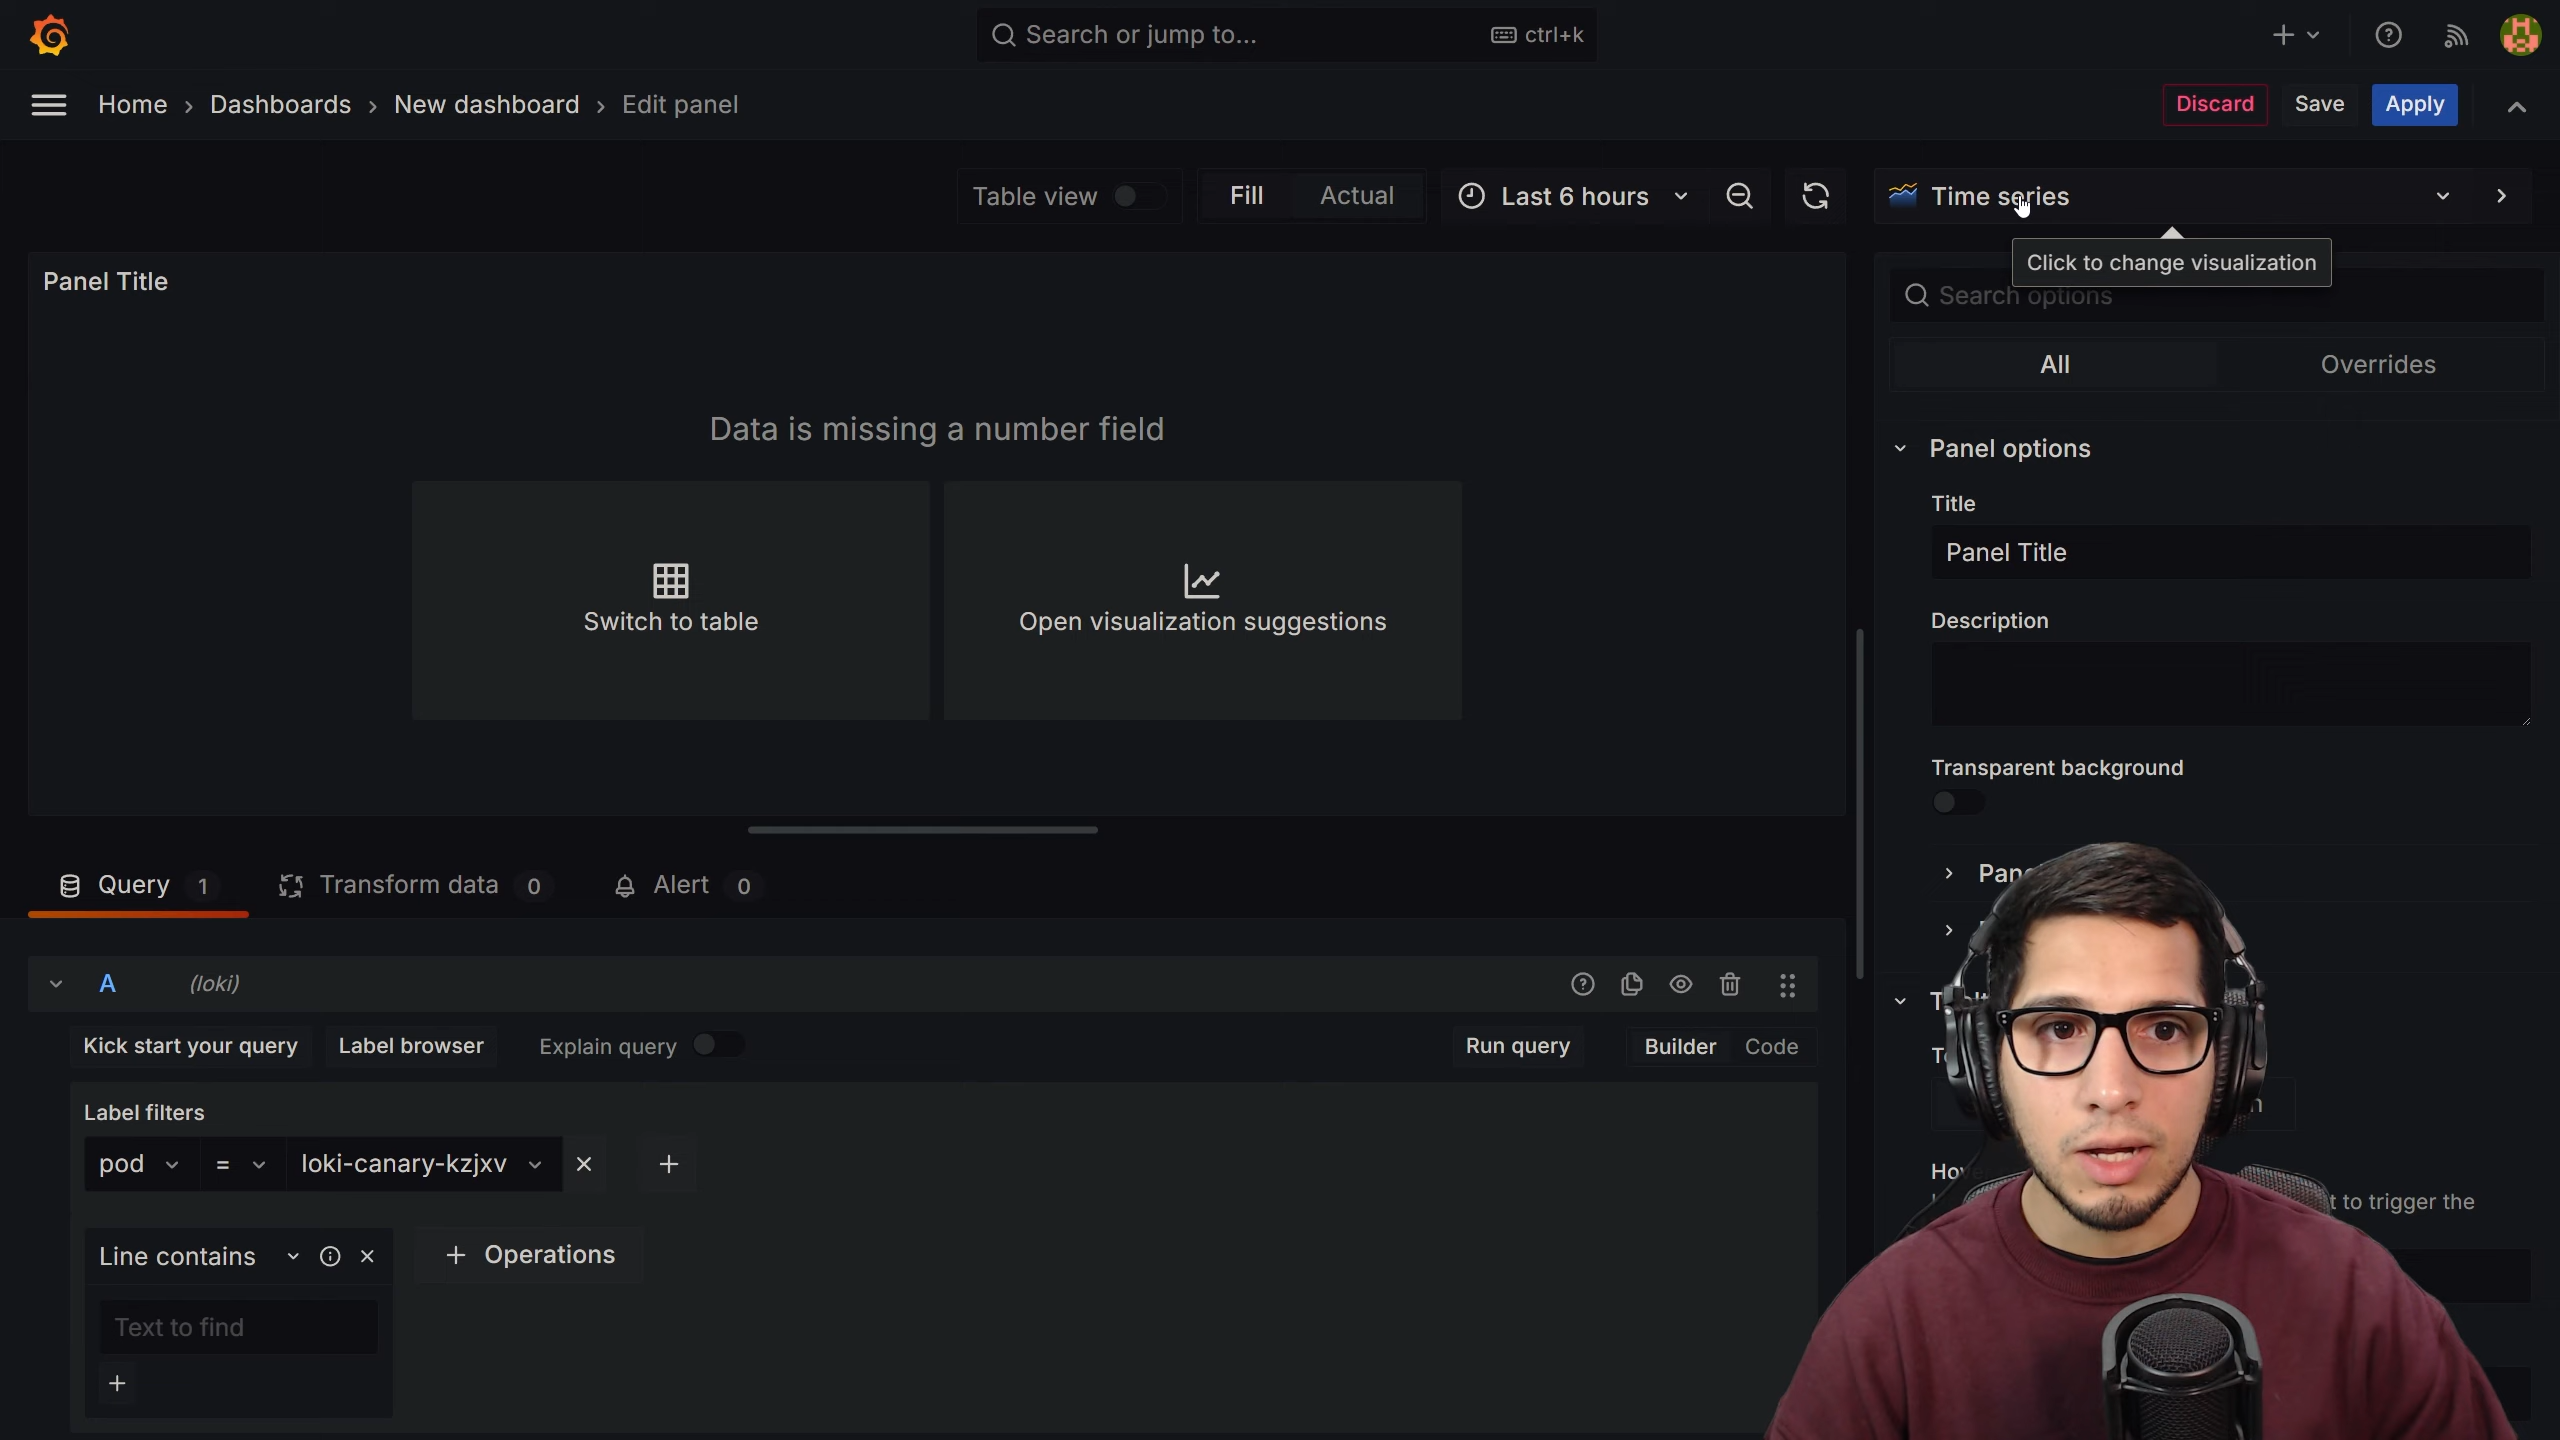 Search or jump to...
ctrl+k
Home
Dashboards
New dashboard
Edit panel
Discard
Save
Apply
Table view
Fill
Actual
Last 6 hours
Time series
Click to change visualization
Search options
Panel Title
All
Overrides
Data is missing a number field
Panel options
Title
Panel Title
Switch to table
Open visualization suggestions
Description
Transparent background
Query 1
Transform data 0
Alert 0
A (loki)
Kick start your query
Label browser
Explain query
Run query
Builder
Code
Label filters
pod
=
loki-canary-kzjxv
Line contains
Operations
t to trigger the
Text to find